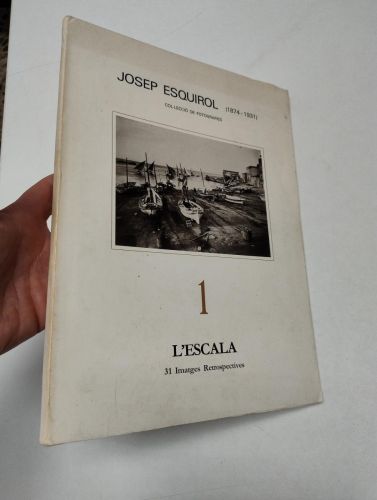 JOSEP ESQUIROL (1874-1931)
COL·LECCIÓ DE FOTOGRAFIES
1
L'ESCALA
31 Imatges Retrospectives